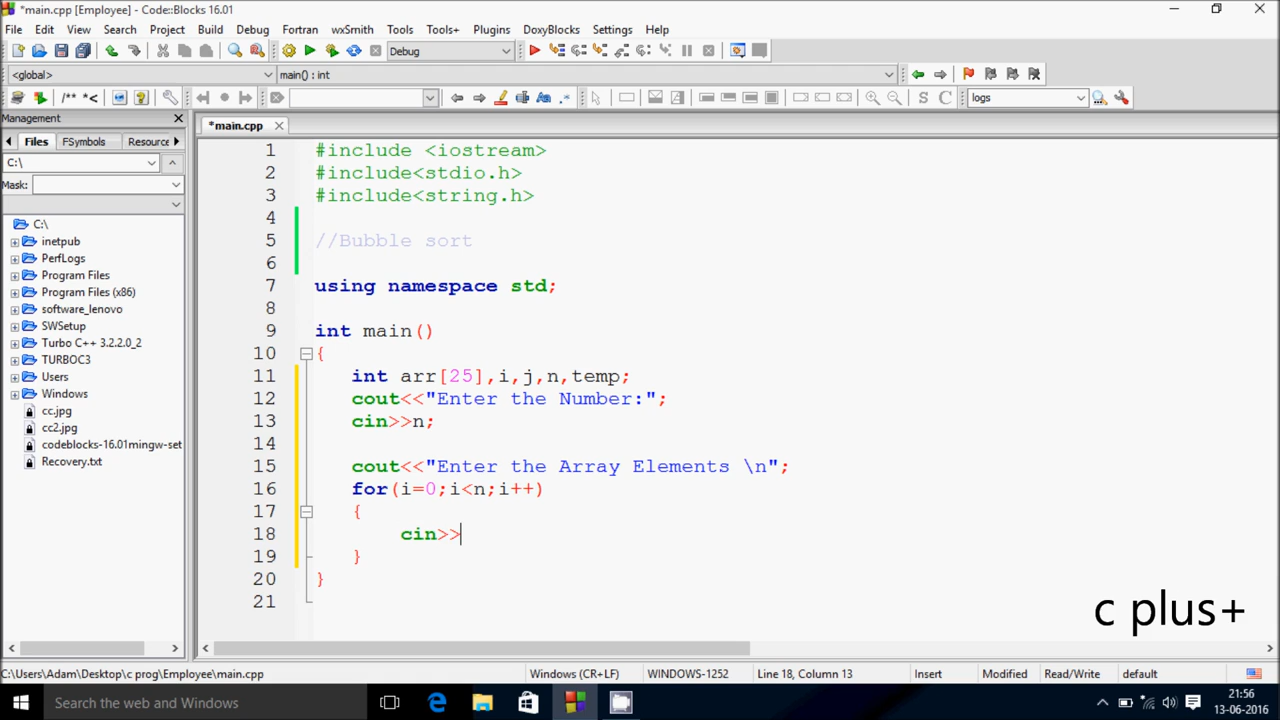 *main.cpp [Employee] - Code::Blocks 16.01
File Edit View Search Project Build Debug Fortran wxSmith Tools Tools+ Plugins DoxyBlocks Settings Help
Debug
<global> main() : int
/** *< logs
Management
Files FSymbols Resource
*main.cpp
C:\
Mask:
C:\
inetpub
PerfLogs
Program Files
Program Files (x86)
software_lenovo
SWSetup
Turbo C++ 3.2.2.0_2
TURBOC3
Users
Windows
cc.jpg
cc2.jpg
codeblocks-16.01mingw-set
Recovery.txt
1 #include <iostream>
2 #include<stdio.h>
3 #include<string.h>
4
5 //Bubble sort
6
7 using namespace std;
8
9 int main()
10 {
11 int arr[25],i,j,n,temp;
12 cout<<"Enter the Number:";
13 cin>>n;
14
15 cout<<"Enter the Array Elements \n";
16 for(i=0;i<n;i++)
17 {
18 cin>>
19 }
20 }
21
c plus+
C:\Users\Adam\Desktop\c prog\Employee\main.cpp Windows (CR+LF) WINDOWS-1252 Line 18, Column 13 Insert Modified Read/Write default
Search the web and Windows
21:56
13-06-2016